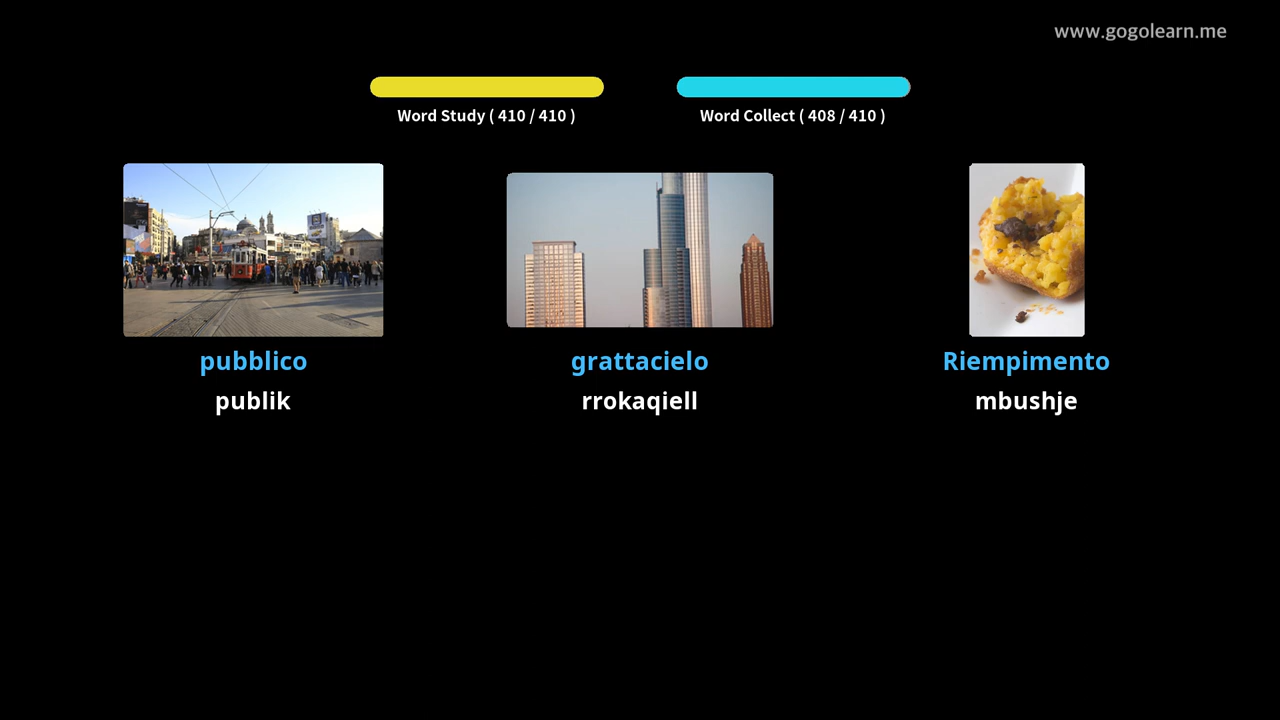 www.gogolearn.me
Word Study ( 410 / 410 )
Word Collect ( 408 / 410 )
pubblico
grattacielo
Riempimento
publik
rrokaqiell
mbushje